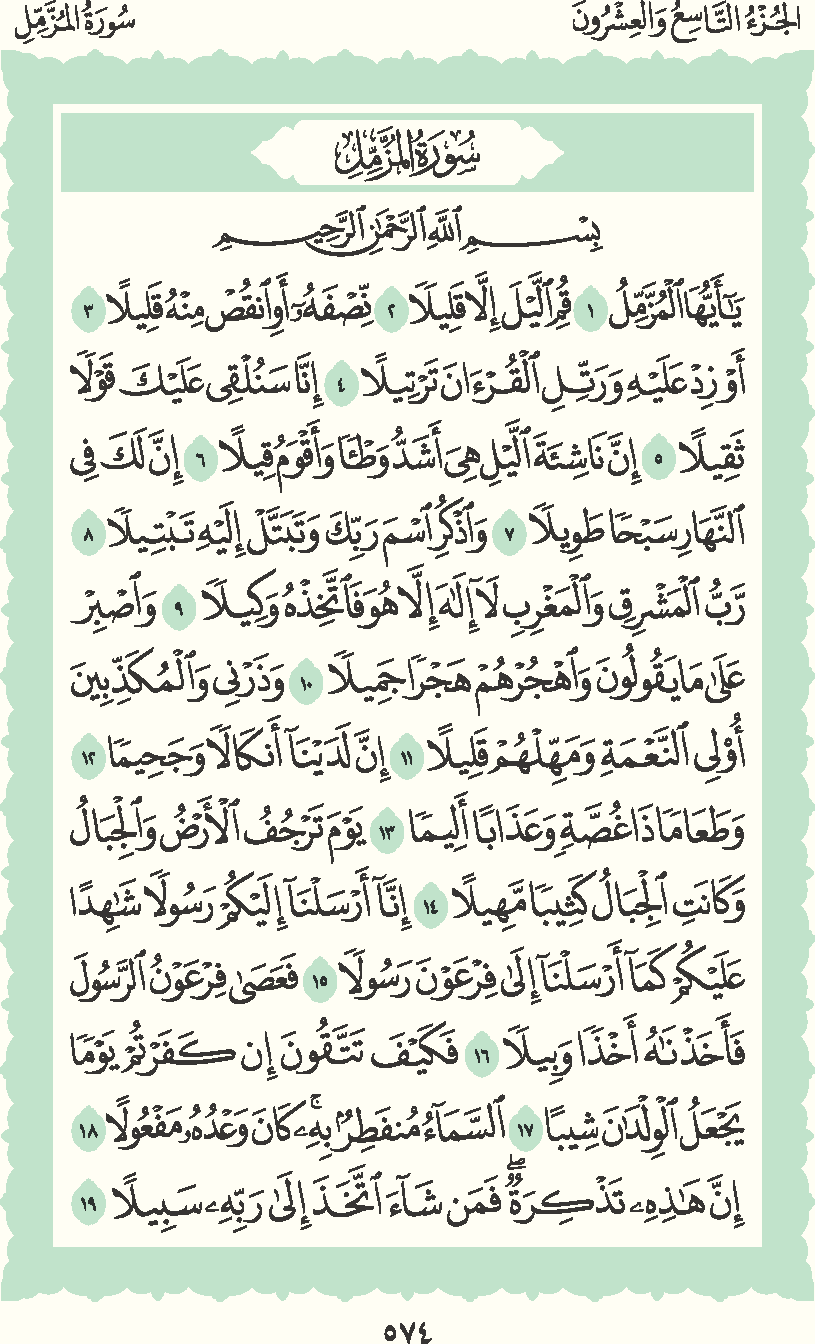 الجُزْءُ التَّاسِعُ وَالعِشْرُونَ
سُورَةُ المُزَّمِّلِ
سُورَةُ المُزَّمِّلِ
بِسْمِ ٱللَّهِ ٱلرَّحْمَٰنِ ٱلرَّحِيمِ
يَٰٓأَيُّهَا ٱلْمُزَّمِّلُ ١ قُمِ ٱلَّيْلَ إِلَّا قَلِيلًا ٢ نِّصْفَهُۥٓ أَوِ ٱنقُصْ مِنْهُ قَلِيلًا ٣
أَوْ زِدْ عَلَيْهِ وَرَتِّلِ ٱلْقُرْءَانَ تَرْتِيلًا ٤ إِنَّا سَنُلْقِى عَلَيْكَ قَوْلًا
ثَقِيلًا ٥ إِنَّ نَاشِئَةَ ٱلَّيْلِ هِىَ أَشَدُّ وَطْـًٔا وَأَقْوَمُ قِيلًا ٦ إِنَّ لَكَ فِى
ٱلنَّهَارِ سَبْحًا طَوِيلًا ٧ وَٱذْكُرِ ٱسْمَ رَبِّكَ وَتَبَتَّلْ إِلَيْهِ تَبْتِيلًا ٨
رَّبُّ ٱلْمَشْرِقِ وَٱلْمَغْرِبِ لَآ إِلَٰهَ إِلَّا هُوَ فَٱتَّخِذْهُ وَكِيلًا ٩ وَٱصْبِرْ
عَلَىٰ مَا يَقُولُونَ وَٱهْجُرْهُمْ هَجْرًا جَمِيلًا ١٠ وَذَرْنِى وَٱلْمُكَذِّبِينَ
أُو۟لِى ٱلنَّعْمَةِ وَمَهِّلْهُمْ قَلِيلًا ١١ إِنَّ لَدَيْنَآ أَنكَالًا وَجَحِيمًا ١٢
وَطَعَامًا ذَا غُصَّةٍ وَعَذَابًا أَلِيمًا ١٣ يَوْمَ تَرْجُفُ ٱلْأَرْضُ وَٱلْجِبَالُ
وَكَانَتِ ٱلْجِبَالُ كَثِيبًا مَّهِيلًا ١٤ إِنَّآ أَرْسَلْنَآ إِلَيْكُمْ رَسُولًا شَٰهِدًا
عَلَيْكُمْ كَمَآ أَرْسَلْنَآ إِلَىٰ فِرْعَوْنَ رَسُولًا ١٥ فَعَصَىٰ فِرْعَوْنُ ٱلرَّسُولَ
فَأَخَذْنَٰهُ أَخْذًا وَبِيلًا ١٦ فَكَيْفَ تَتَّقُونَ إِن كَفَرْتُمْ يَوْمًا
يَجْعَلُ ٱلْوِلْدَٰنَ شِيبًا ١٧ ٱلسَّمَآءُ مُنفَطِرٌۢ بِهِۦۚ كَانَ وَعْدُهُۥ مَفْعُولًا ١٨
إِنَّ هَٰذِهِۦ تَذْكِرَةٌۖ فَمَن شَآءَ ٱتَّخَذَ إِلَىٰ رَبِّهِۦ سَبِيلًا ١٩
٥٧٤